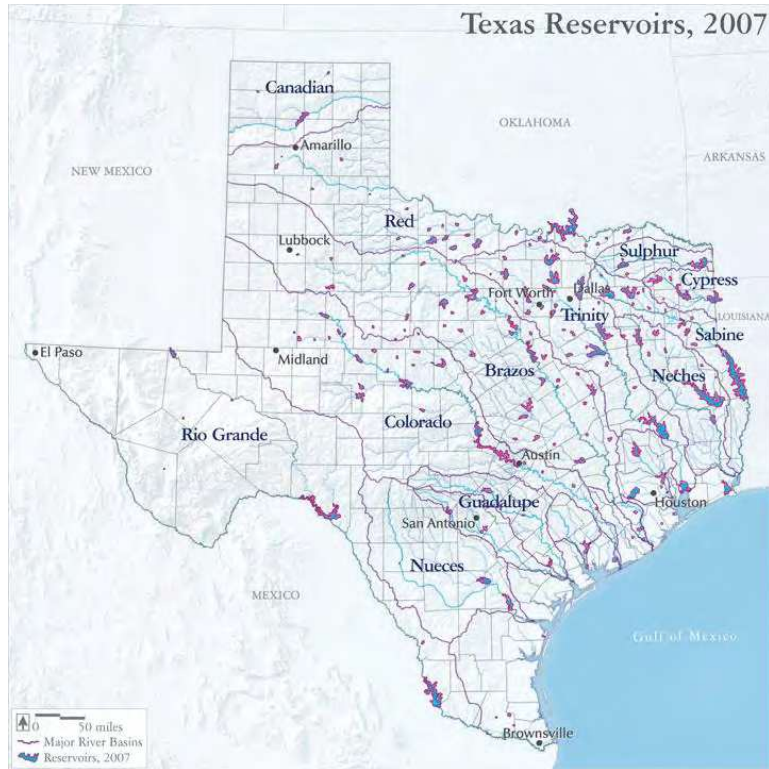 Texas Reservoirs, 2007
Canadian
OKLAHOMA
Amarillo
ARKANSAS
NEW MEXICO
Red
Lubbock
Sulphur
Cypress
Fort Worth
Dallas
Trinity
LOUISIANA
Sabine
El Paso
Midland
Brazos
Neches
Colorado
Rio Grande
Austin
Guadalupe
Houston
San Antonio
Nueces
MEXICO
Gulf of Mexico
0 50 miles
Major River Basins
Reservoirs, 2007
Brownsville